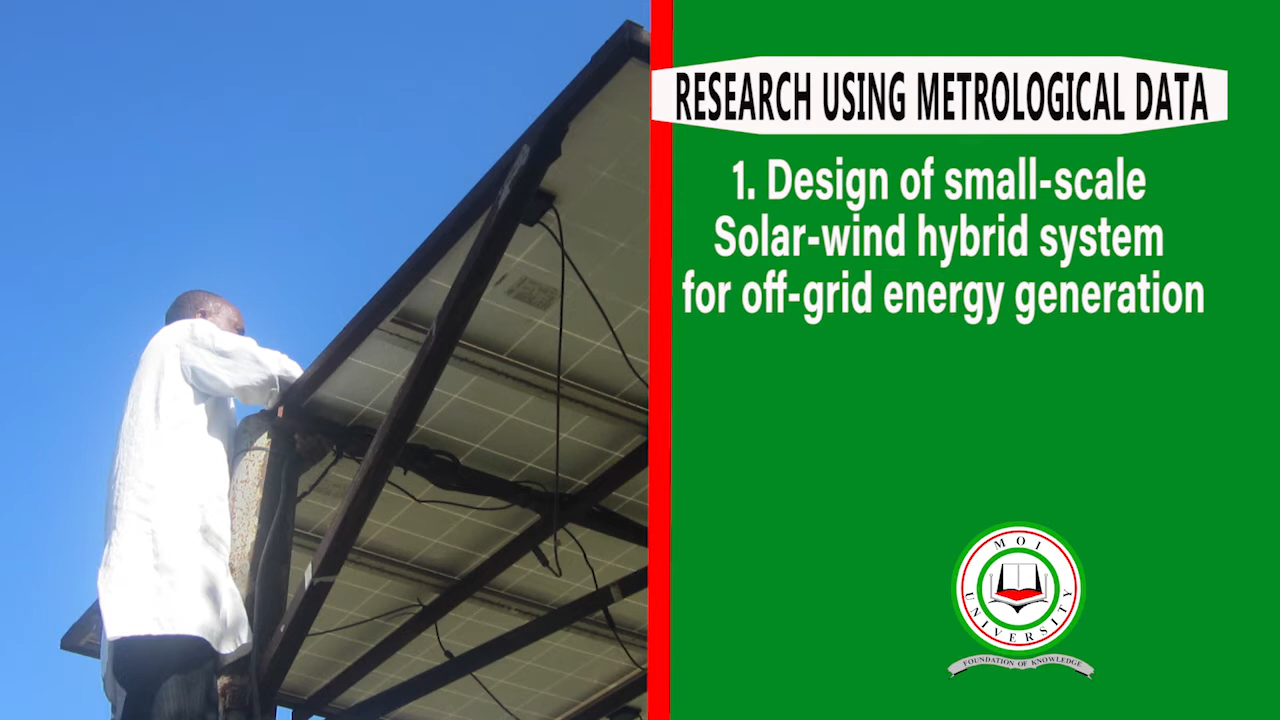 RESEARCH USING METROLOGICAL DATA
1. Design of small-scale
Solar-wind hybrid system
for off-grid energy generation
MOI
UNIVERSITY
FOUNDATION OF KNOWLEDGE